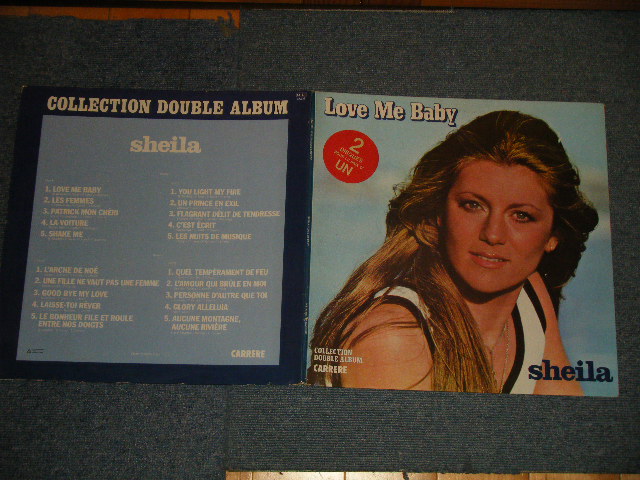 COLLECTION DOUBLE ALBUM
sheila
1. LOVE ME BABY
2. LES FEMMES
3. PATRICK MON CHERI
4. LA VOITURE
5. SHAKE ME
1. YOU LIGHT MY FIRE
2. UN PRINCE EN EXIL
3. FLAGRANT DÉLIT DE TENDRESSE
4. C'EST ÉCRIT
5. LES NUITS DE MUSIQUE
1. L'ARCHE DE NOÉ
2. UNE FILLE NE VAUT PAS UNE FEMME
3. GOOD BYE MY LOVE
4. LAISSE-TOI RÊVER
5. LE BONHEUR FILE ET ROULE
ENTRE NOS DOIGTS
1. QUEL TEMPÉRAMENT DE FEU
2. L'AMOUR QUI BRULE EN MOI
3. PERSONNE D'AUTRE QUE TOI
4. GLORY ALLELUIA
5. AUCUNE MONTAGNE,
AUCUNE RIVIÈRE
CARRERE
Love Me Baby
2
DISQUES
UN
COLLECTION
DOUBLE ALBUM
CARRERE
sheila